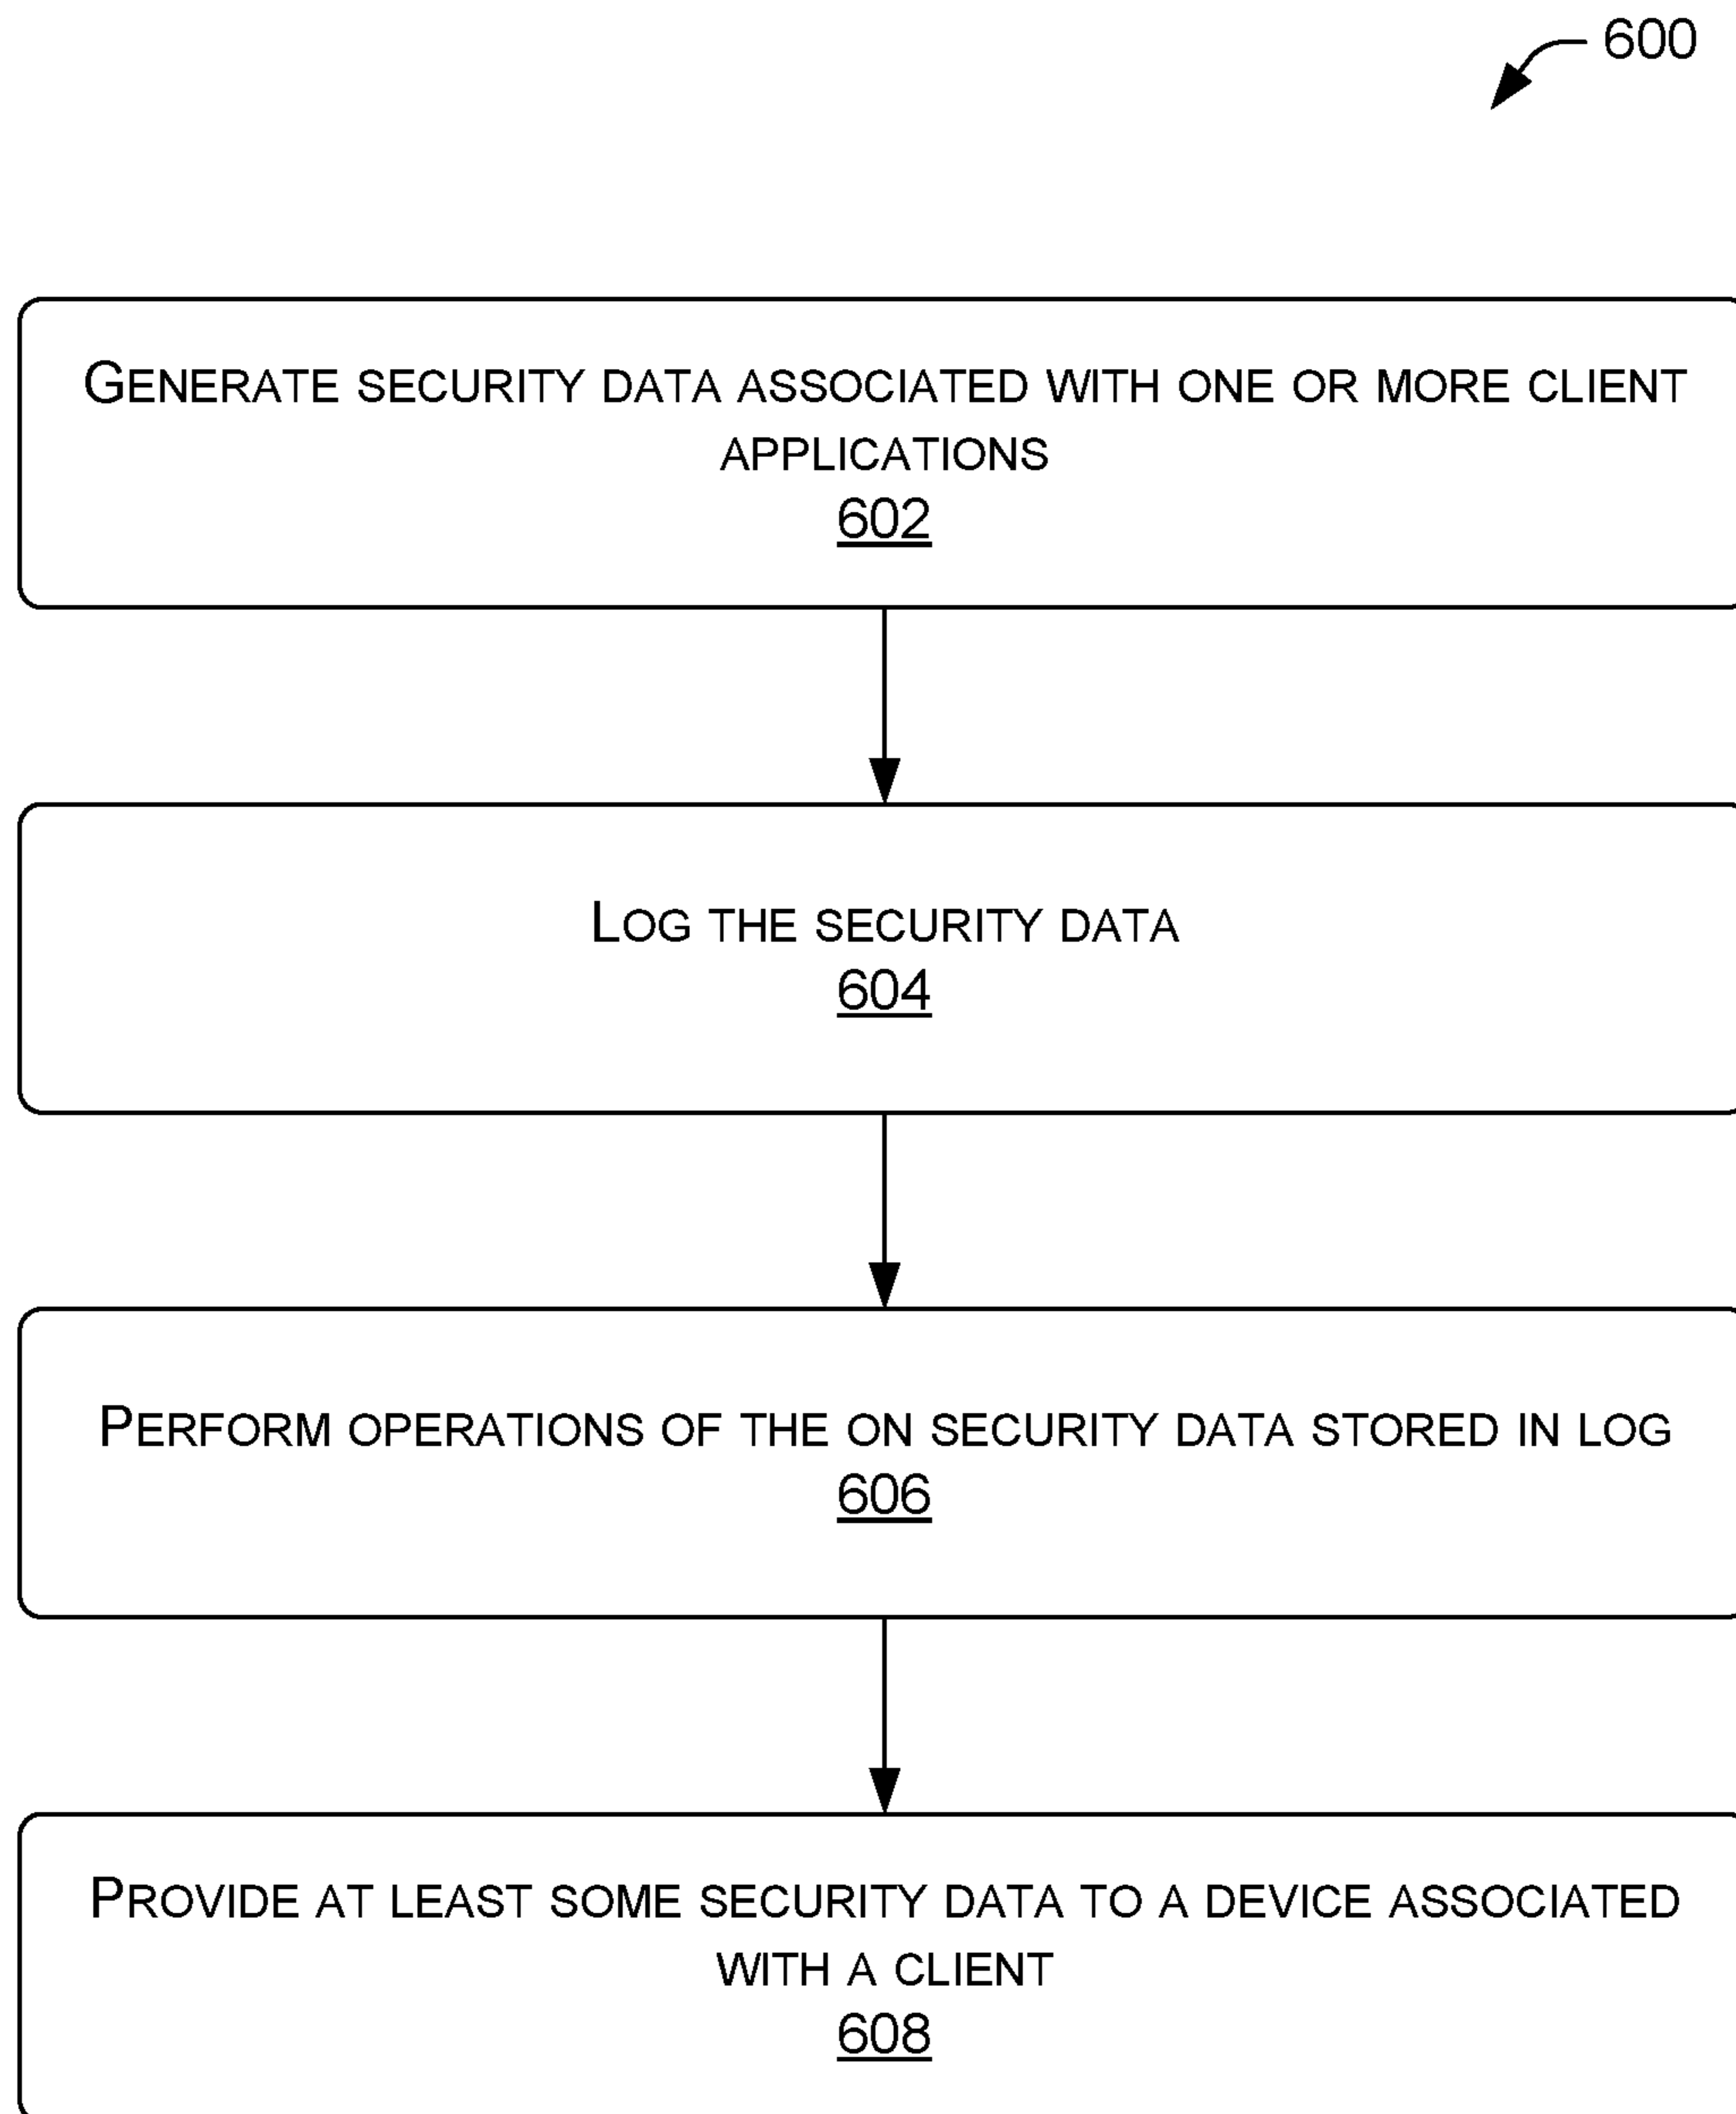 600
GENERATE SECURITY DATA ASSOCIATED WITH ONE OR MORE CLIENT
APPLICATIONS
602
LOG THE SECURITY DATA
604
PERFORM OPERATIONS OF THE ON SECURITY DATA STORED IN LOG
606
PROVIDE AT LEAST SOME SECURITY DATA TO A DEVICE ASSOCIATED
WITH A CLIENT
608